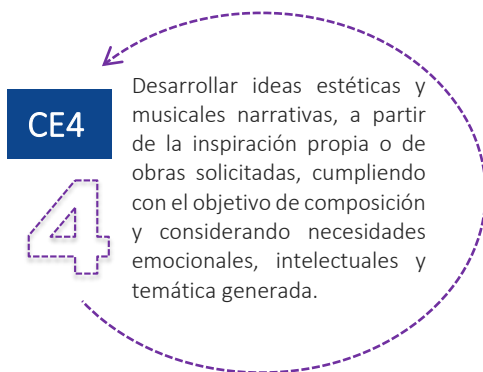 CE4
4
Desarrollar ideas estéticas y
musicales narrativas, a partir
de la inspiración propia o de
obras solicitadas, cumpliendo
con el objetivo de composición
y considerando necesidades
emocionales, intelectuales y
temática generada.